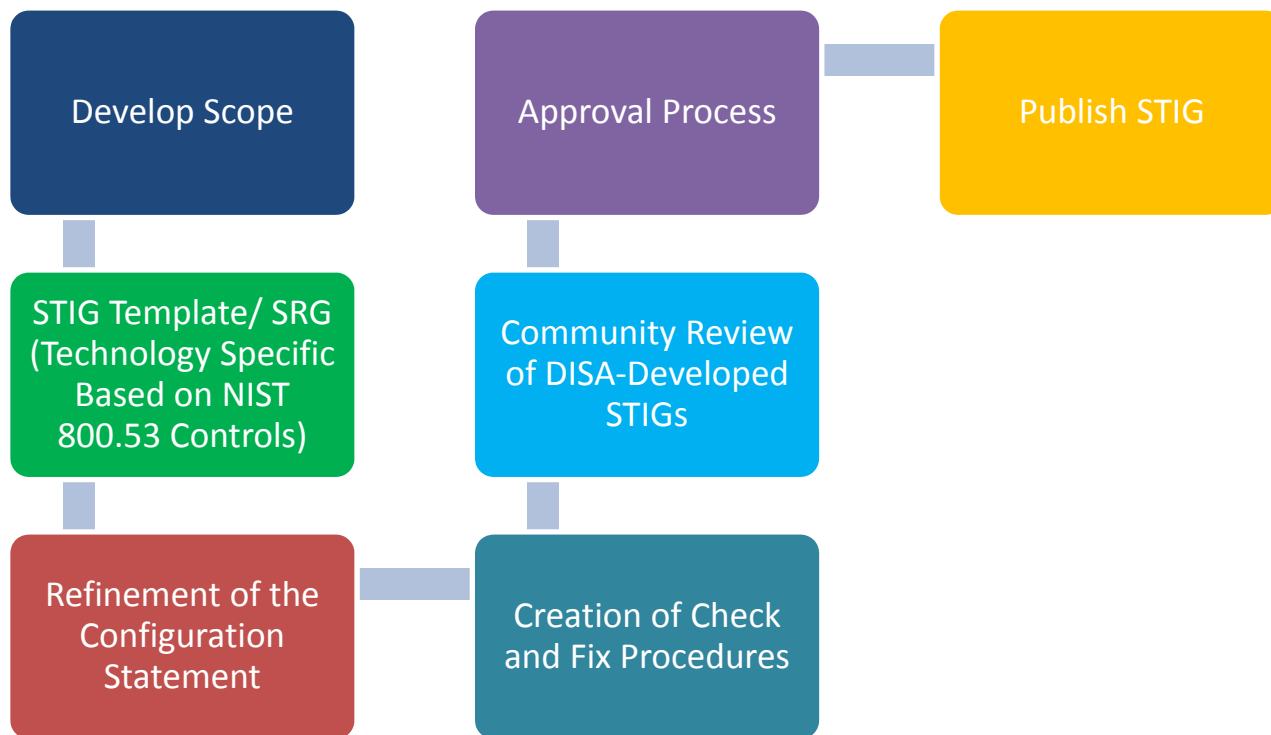 Develop Scope
STIG Template/ SRG
(Technology Specific
Based on NIST
800.53 Controls)
Refinement of the
Configuration
Statement
Creation of Check
and Fix Procedures
Community Review
of DISA-Developed
STIGs
Approval Process
Publish STIG